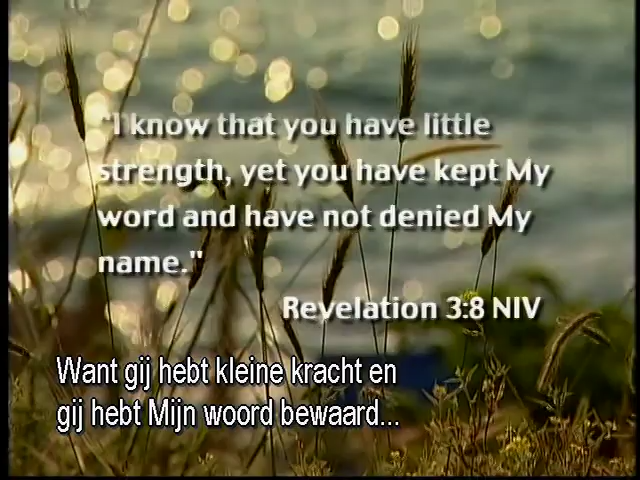 "I know that you have little
strength, yet you have kept My
word and have not denied My
name."
Revelation 3:8 NIV
Want gij hebt kleine kracht en
gij hebt Mijn woord bewaard...